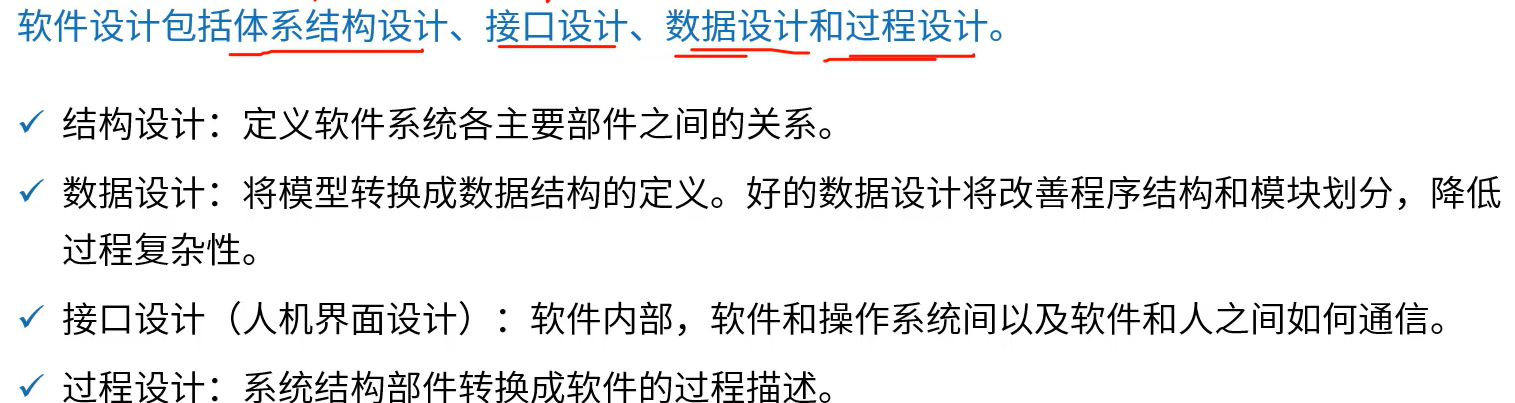 软件设计包括体系结构设计、接口设计、数据设计和过程设计。
✓ 结构设计：定义软件系统各主要部件之间的关系。
✓ 数据设计：将模型转换成数据结构的定义。好的数据设计将改善程序结构和模块划分，降低
过程复杂性。
✓ 接口设计（人机界面设计）：软件内部，软件和操作系统间以及软件和人之间如何通信。
✓ 过程设计：系统结构部件转换成软件的过程描述。